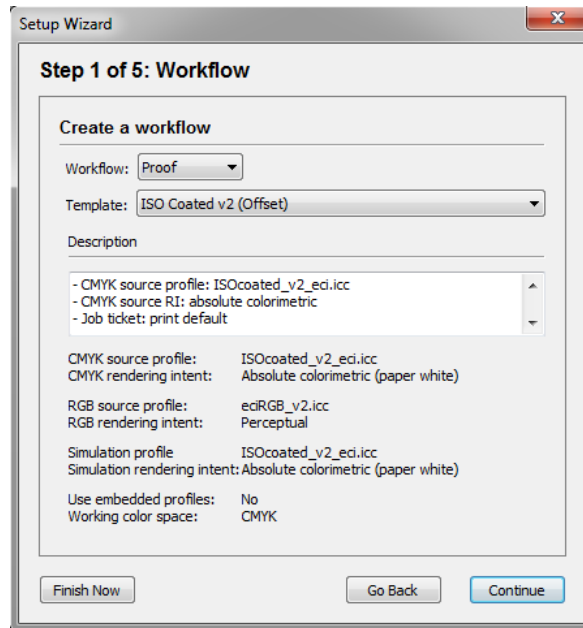 Setup Wizard
Step 1 of 5: Workflow
Create a workflow
Workflow: Proof
Template: ISO Coated v2 (Offset)
Description
- CMYK source profile: ISOcoated_v2_eci.icc
- CMYK source RI: absolute colorimetric
- Job ticket: print default
CMYK source profile: ISOcoated_v2_eci.icc
CMYK rendering intent: Absolute colorimetric (paper white)
RGB source profile: eciRGB_v2.icc
RGB rendering intent: Perceptual
Simulation profile ISOcoated_v2_eci.icc
Simulation rendering intent: Absolute colorimetric (paper white)
Use embedded profiles: No
Working color space: CMYK
Finish Now Go Back Continue